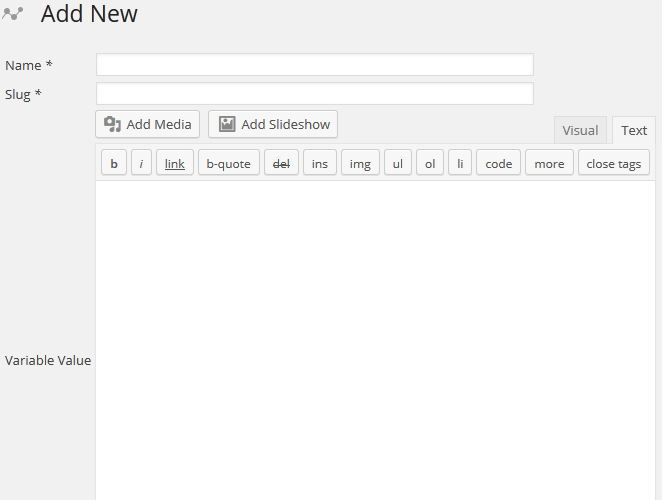 Add New
Name *
Slug *
Add Media Add Slideshow Visual Text
b i link b-quote del ins img ul ol li code more close tags
Variable Value